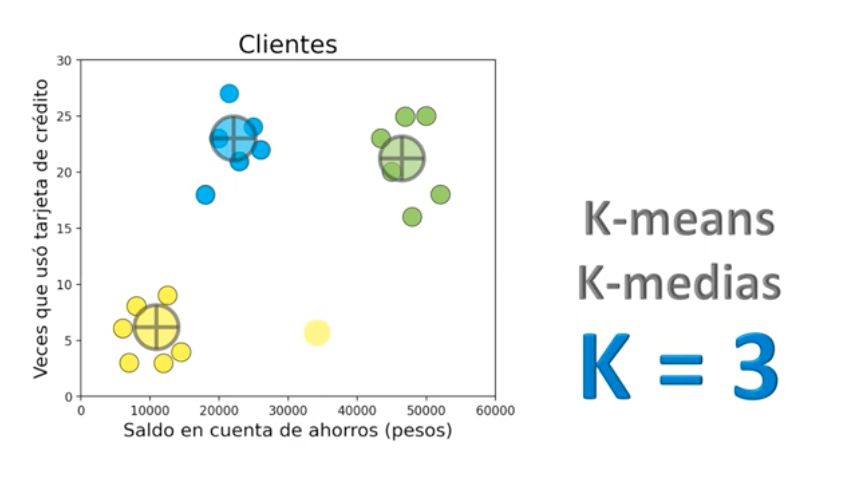 Clientes
Veces que usó tarjeta de crédito
30
25
20
15
10
5
0
0 10000 20000 30000 40000 50000 60000
Saldo en cuenta de ahorros (pesos)
K-means
K-medias
K = 3